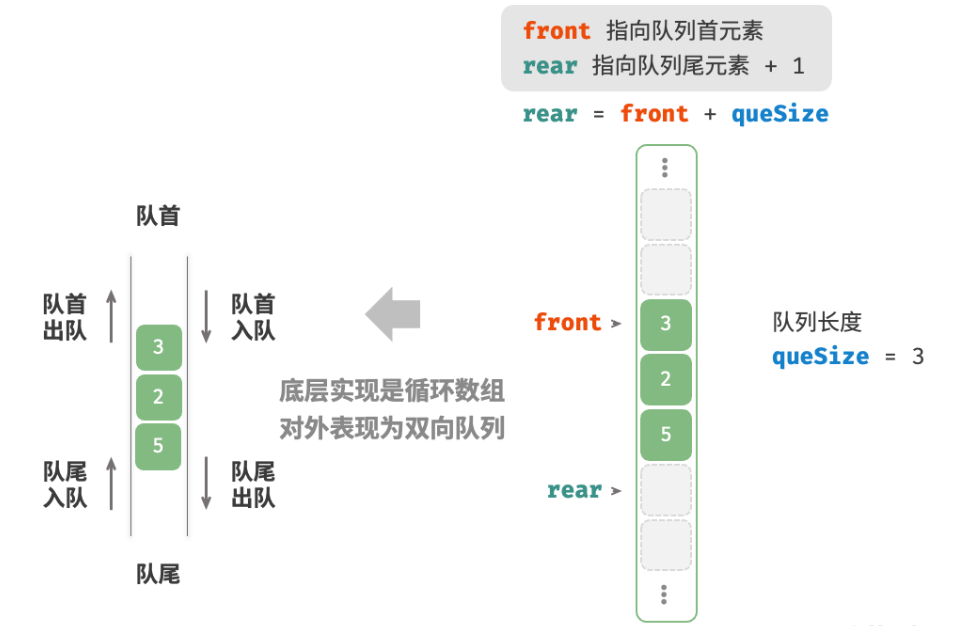 front 指向队列首元素
rear 指向队列尾元素 + 1
rear = front + queSize
队首
队首
出队
队首
入队
3
2
5
队尾
入队
队尾
出队
队尾
底层实现是循环数组
对外表现为双向队列
front
3
2
5
rear
队列长度
queSize = 3